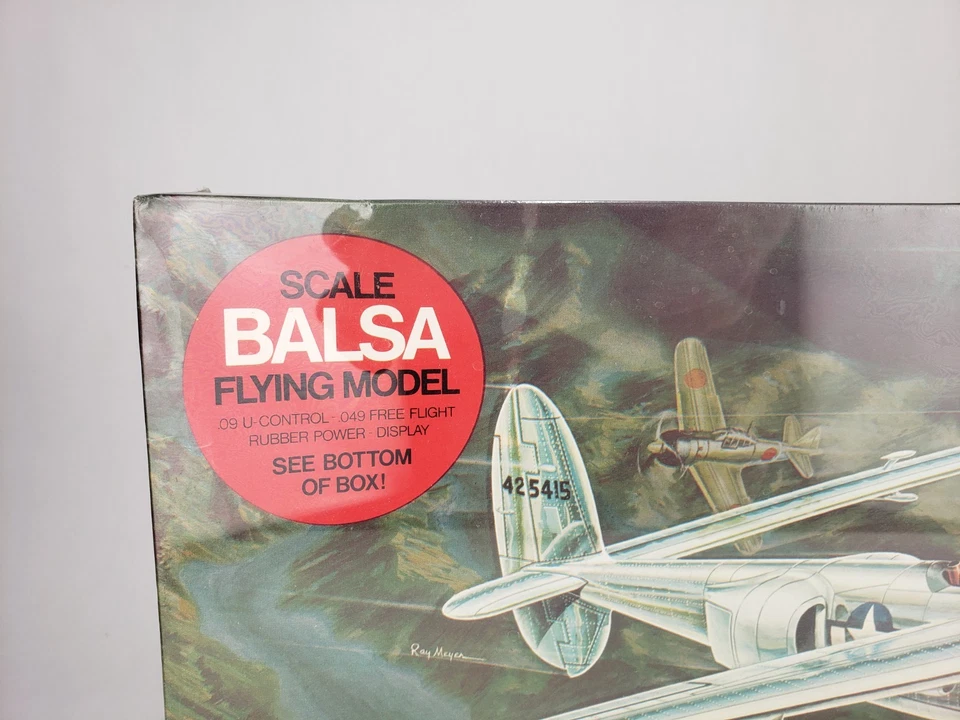 SCALE
BALSA
FLYING MODEL
.09 U-CONTROL - .049 FREE FLIGHT
RUBBER POWER - DISPLAY
SEE BOTTOM
OF BOX!
425415
Ray Meyer